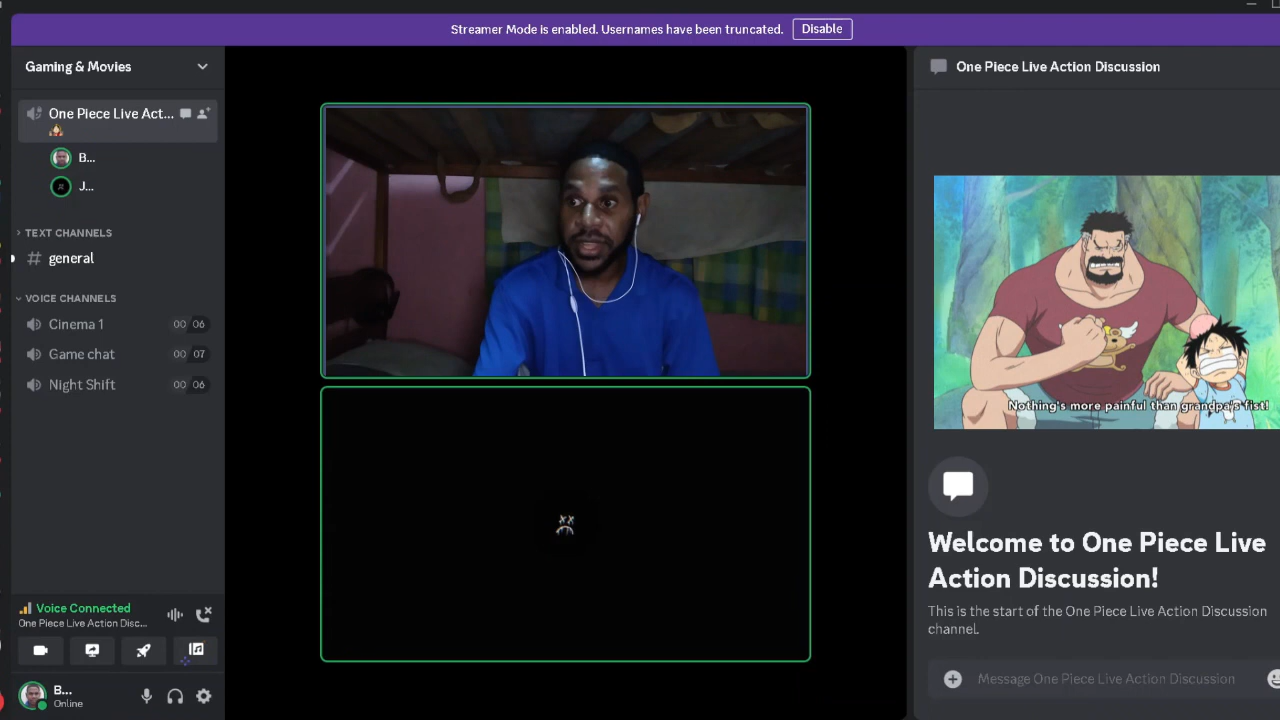 Streamer Mode is enabled. Usernames have been truncated.
Disable
Gaming & Movies
One Piece Live Act...
B...
J...
TEXT CHANNELS
# general
VOICE CHANNELS
Cinema 1 00 06
Game chat 00 07
Night Shift 00 06
Voice Connected
One Piece Live Action Disc...
B...
Online
One Piece Live Action Discussion
Nothing's more painful than grandpa's fist!
Welcome to One Piece Live
Action Discussion!
This is the start of the One Piece Live Action Discussion
channel.
Message One Piece Live Action Discussion